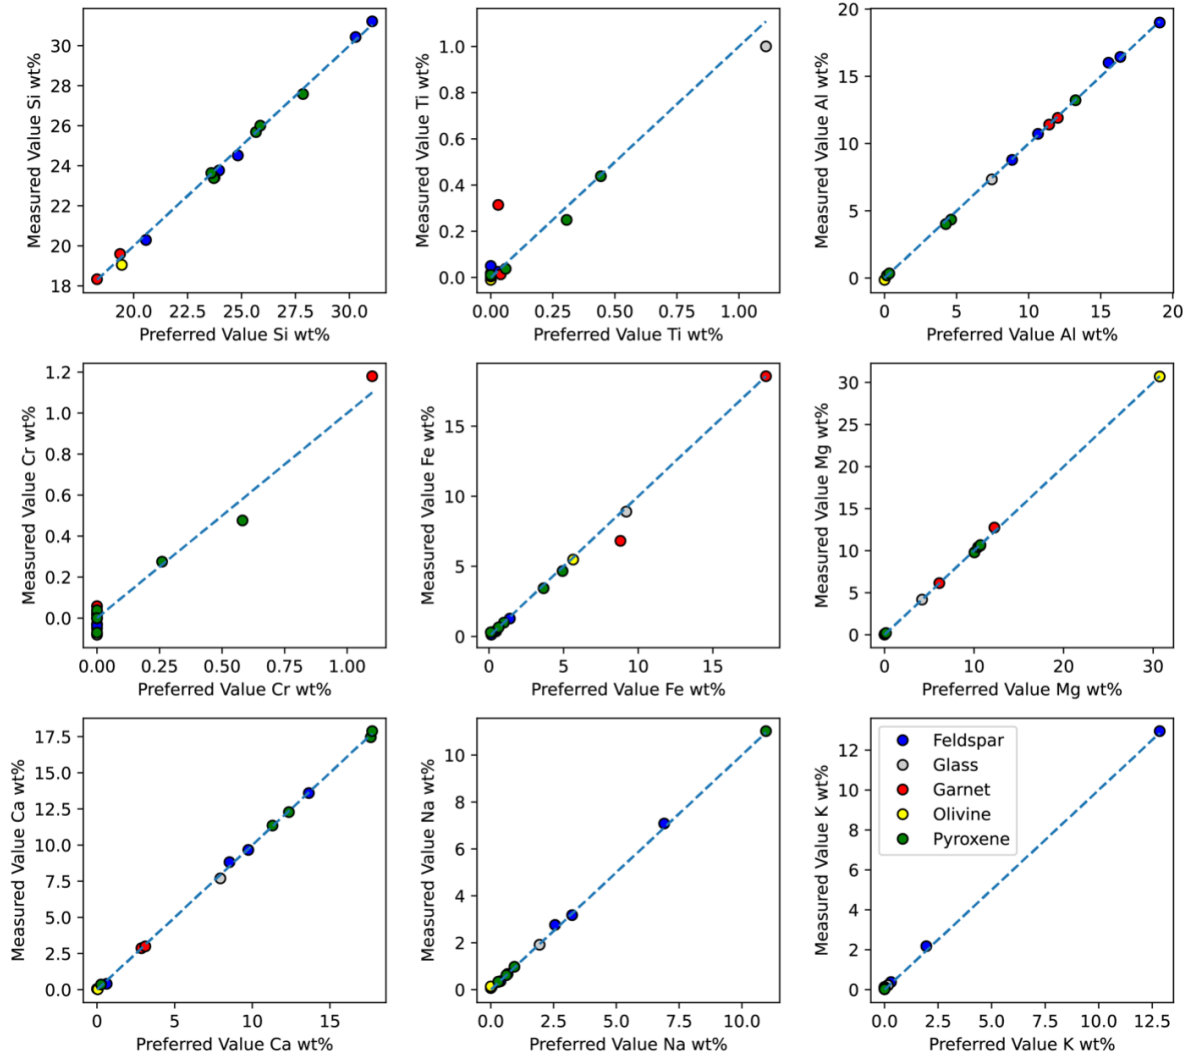 Measured Value Si wt%
30
28
26
24
22
20
18
20.0 22.5 25.0 27.5 30.0
Preferred Value Si wt%
Measured Value Ti wt%
1.0
0.8
0.6
0.4
0.2
0.0
0.00 0.25 0.50 0.75 1.00
Preferred Value Ti wt%
Measured Value Al wt%
20
15
10
5
0
0 5 10 15 20
Preferred Value Al wt%
Measured Value Cr wt%
1.2
1.0
0.8
0.6
0.4
0.2
0.0
0.00 0.25 0.50 0.75 1.00
Preferred Value Cr wt%
Measured Value Fe wt%
15
10
5
0
0 5 10 15
Preferred Value Fe wt%
Measured Value Mg wt%
30
25
20
15
10
5
0
0 10 20 30
Preferred Value Mg wt%
Measured Value Ca wt%
17.5
15.0
12.5
10.0
7.5
5.0
2.5
0.0
0 5 10 15
Preferred Value Ca wt%
Measured Value Na wt%
10
8
6
4
2
0
0.0 2.5 5.0 7.5 10.0
Preferred Value Na wt%
Measured Value K wt%
12
10
8
6
4
2
0
0.0 2.5 5.0 7.5 10.0 12.5
Preferred Value K wt%
Feldspar
Glass
Garnet
Olivine
Pyroxene